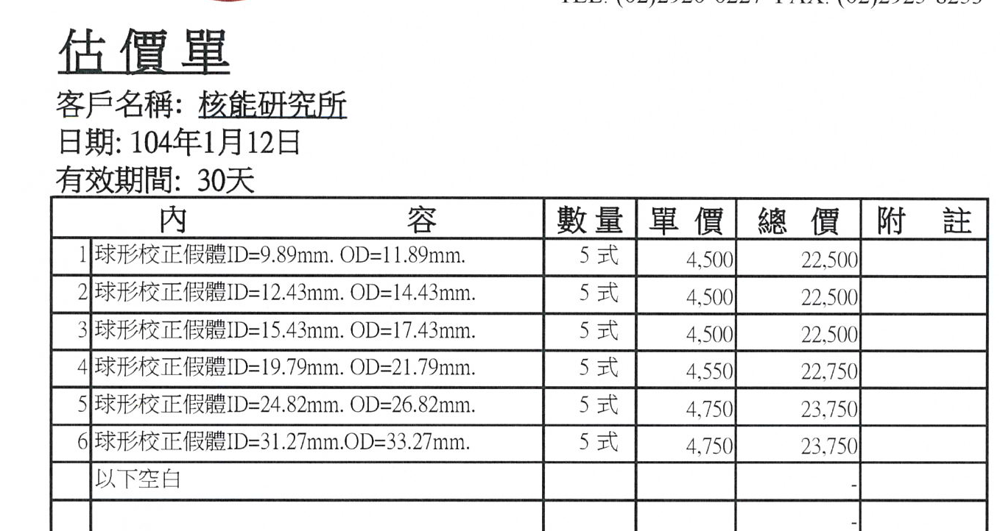 估價單
客戶名稱: 核能研究所
日期: 104年1月12日
有效期間: 30天
內容 數量 單價 總價 附註
1 球形校正假體ID=9.89mm. OD=11.89mm. 5 式 4,500 22,500
2 球形校正假體ID=12.43mm. OD=14.43mm. 5 式 4,500 22,500
3 球形校正假體ID=15.43mm. OD=17.43mm. 5 式 4,500 22,500
4 球形校正假體ID=19.79mm. OD=21.79mm. 5 式 4,550 22,750
5 球形校正假體ID=24.82mm. OD=26.82mm. 5 式 4,750 23,750
6 球形校正假體ID=31.27mm.OD=33.27mm. 5 式 4,750 23,750
以下空白 -
-